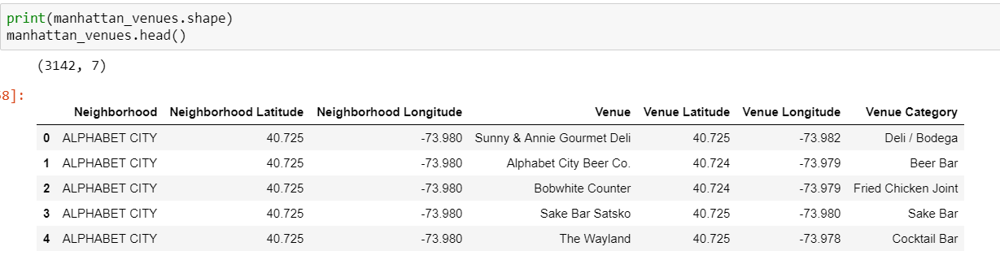 print(manhattan_venues.shape)
manhattan_venues.head()
(3142, 7)
8]:
Neighborhood Neighborhood Latitude Neighborhood Longitude Venue Venue Latitude Venue Longitude Venue Category
0 ALPHABET CITY 40.725 -73.980 Sunny & Annie Gourmet Deli 40.725 -73.982 Deli / Bodega
1 ALPHABET CITY 40.725 -73.980 Alphabet City Beer Co. 40.724 -73.979 Beer Bar
2 ALPHABET CITY 40.725 -73.980 Bobwhite Counter 40.724 -73.979 Fried Chicken Joint
3 ALPHABET CITY 40.725 -73.980 Sake Bar Satsko 40.725 -73.980 Sake Bar
4 ALPHABET CITY 40.725 -73.980 The Wayland 40.725 -73.978 Cocktail Bar